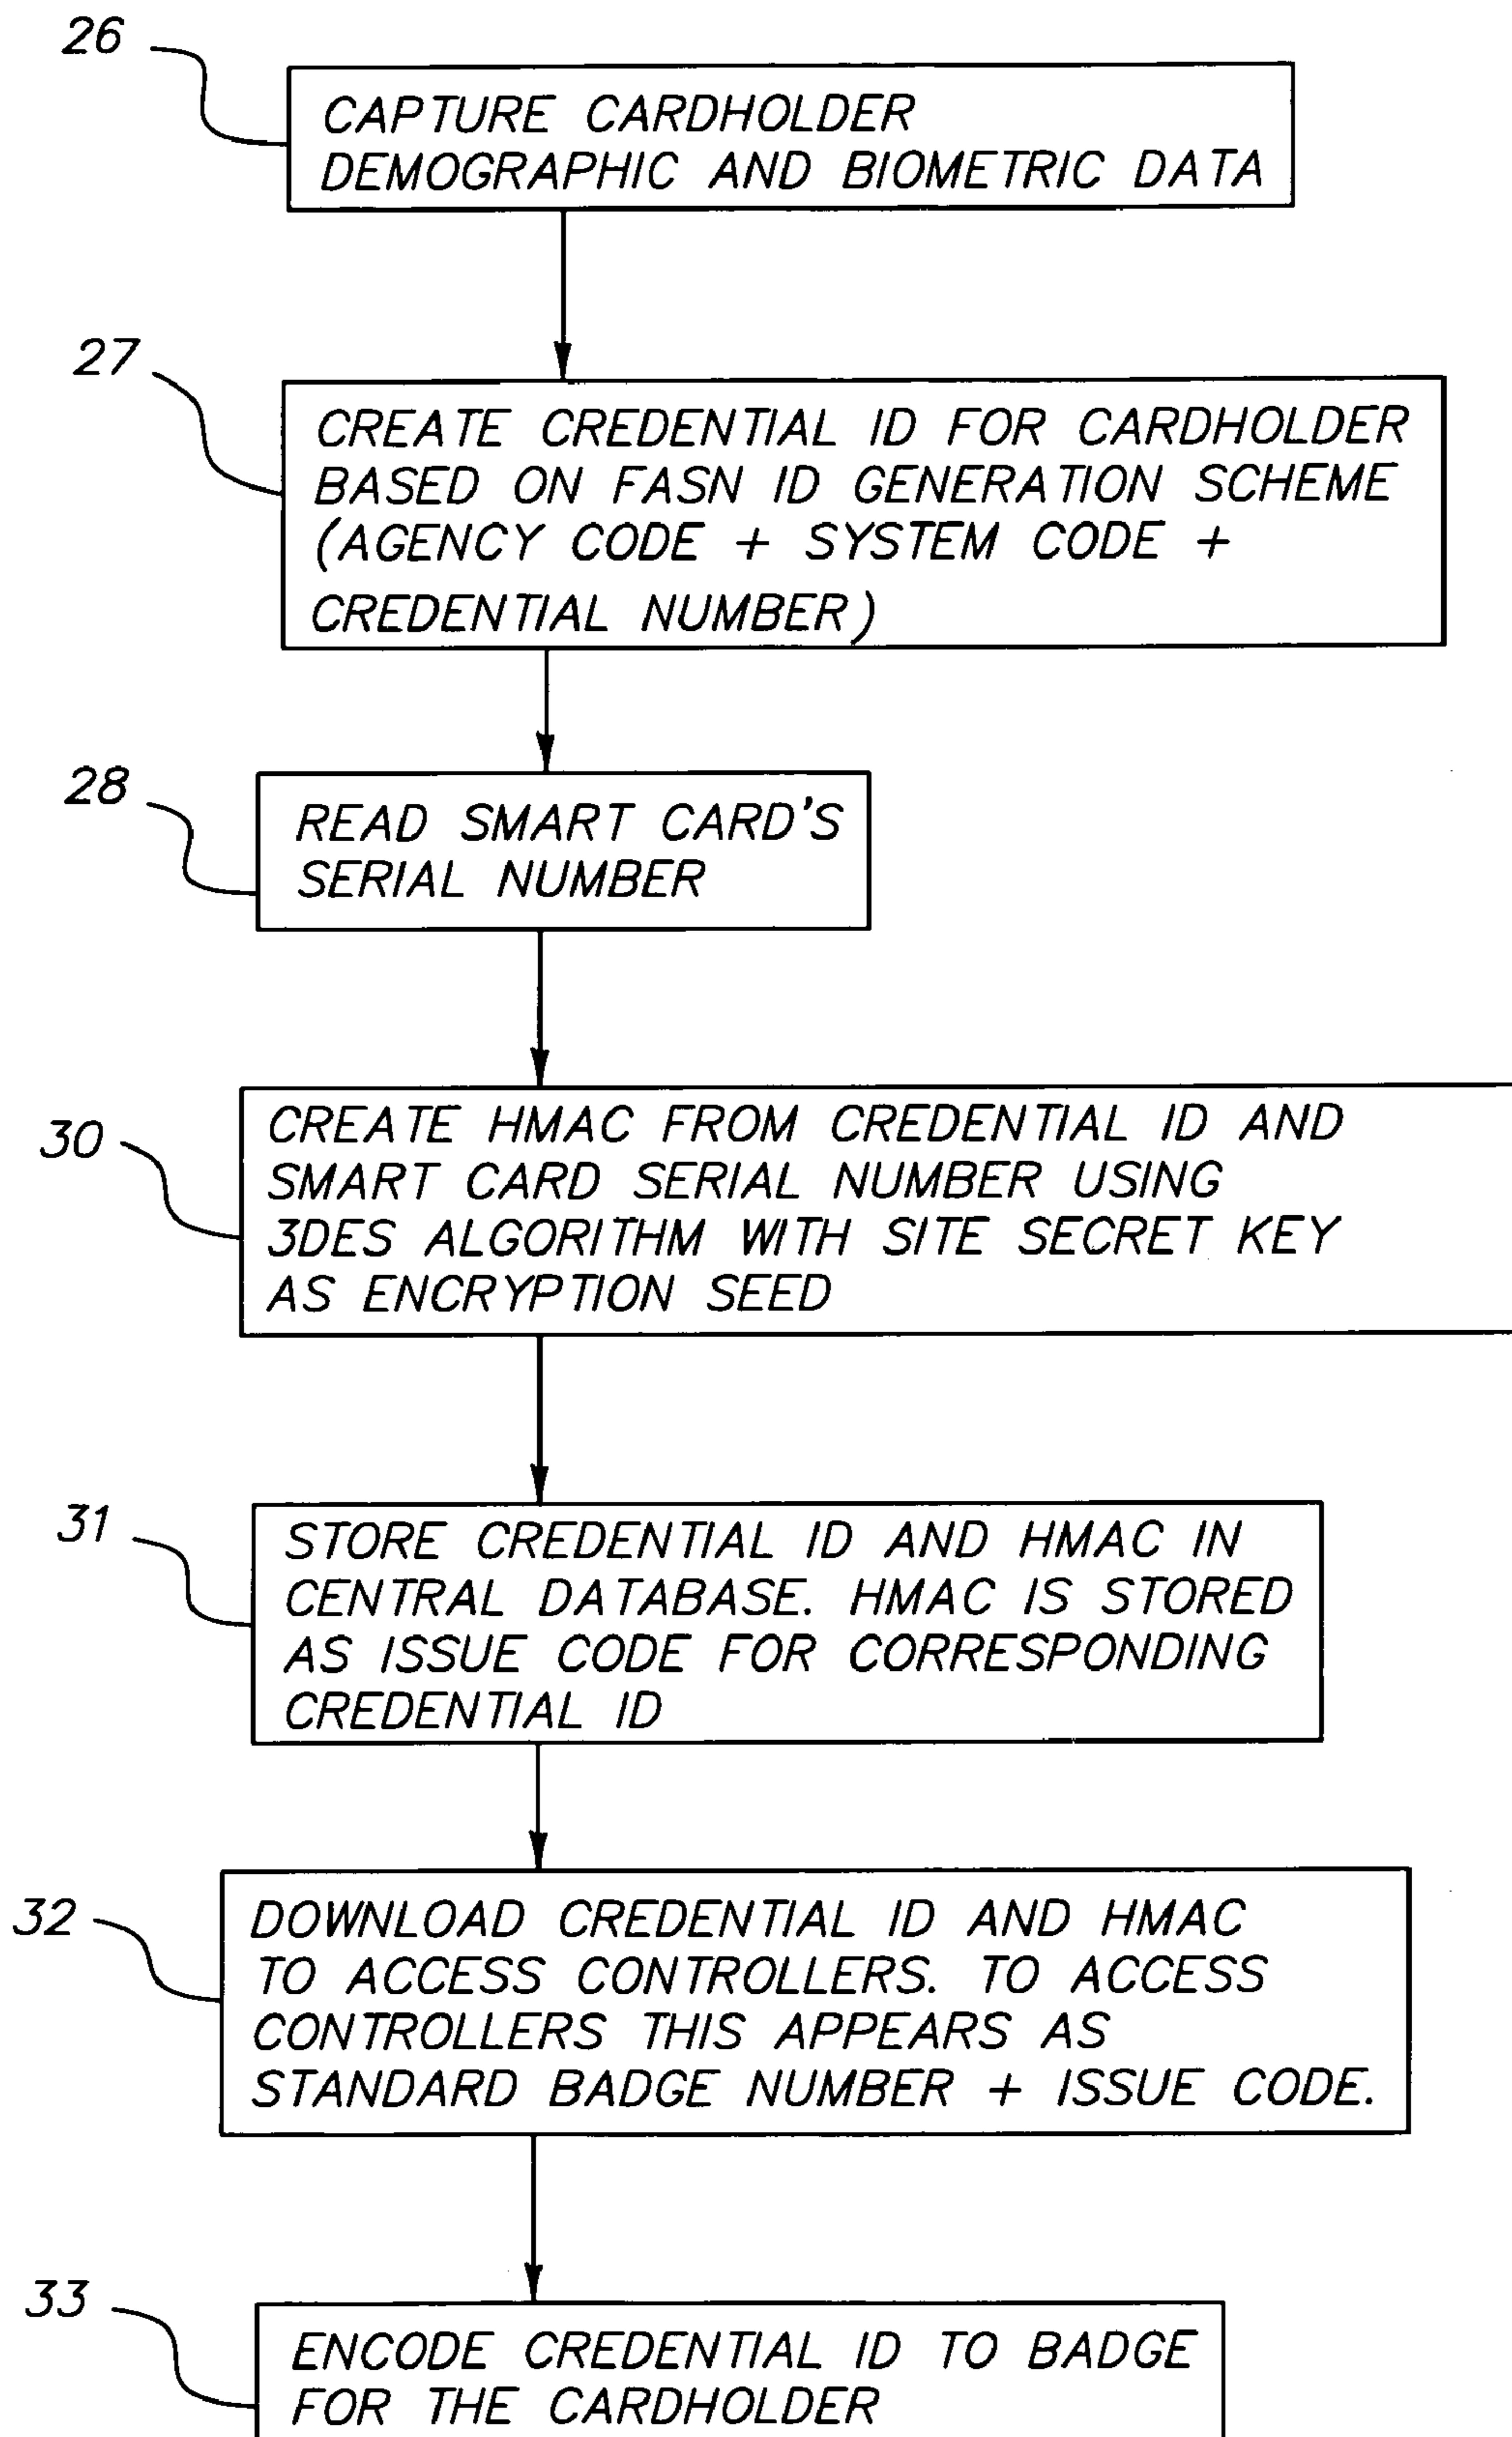 26
CAPTURE CARDHOLDER
DEMOGRAPHIC AND BIOMETRIC DATA
27
CREATE CREDENTIAL ID FOR CARDHOLDER
BASED ON FASN ID GENERATION SCHEME
(AGENCY CODE + SYSTEM CODE +
CREDENTIAL NUMBER)
28
READ SMART CARD'S
SERIAL NUMBER
30
CREATE HMAC FROM CREDENTIAL ID AND
SMART CARD SERIAL NUMBER USING
3DES ALGORITHM WITH SITE SECRET KEY
AS ENCRYPTION SEED
31
STORE CREDENTIAL ID AND HMAC IN
CENTRAL DATABASE. HMAC IS STORED
AS ISSUE CODE FOR CORRESPONDING
CREDENTIAL ID
32
DOWNLOAD CREDENTIAL ID AND HMAC
TO ACCESS CONTROLLERS. TO ACCESS
CONTROLLERS THIS APPEARS AS
STANDARD BADGE NUMBER + ISSUE CODE.
33
ENCODE CREDENTIAL ID TO BADGE
FOR THE CARDHOLDER